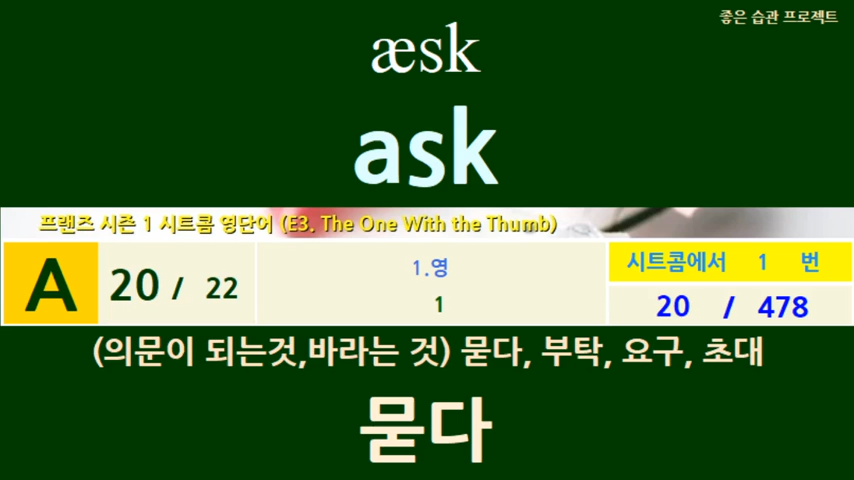 좋은 습관 프로젝트
æsk
ask
프랜즈 시즌 1 시트콤 영단어 (E3. The One With the Thumb)
A 20 / 22
1.영
1
시트콤에서 1 번
20 / 478
(의문이 되는것,바라는 것) 묻다, 부탁, 요구, 초대
묻다